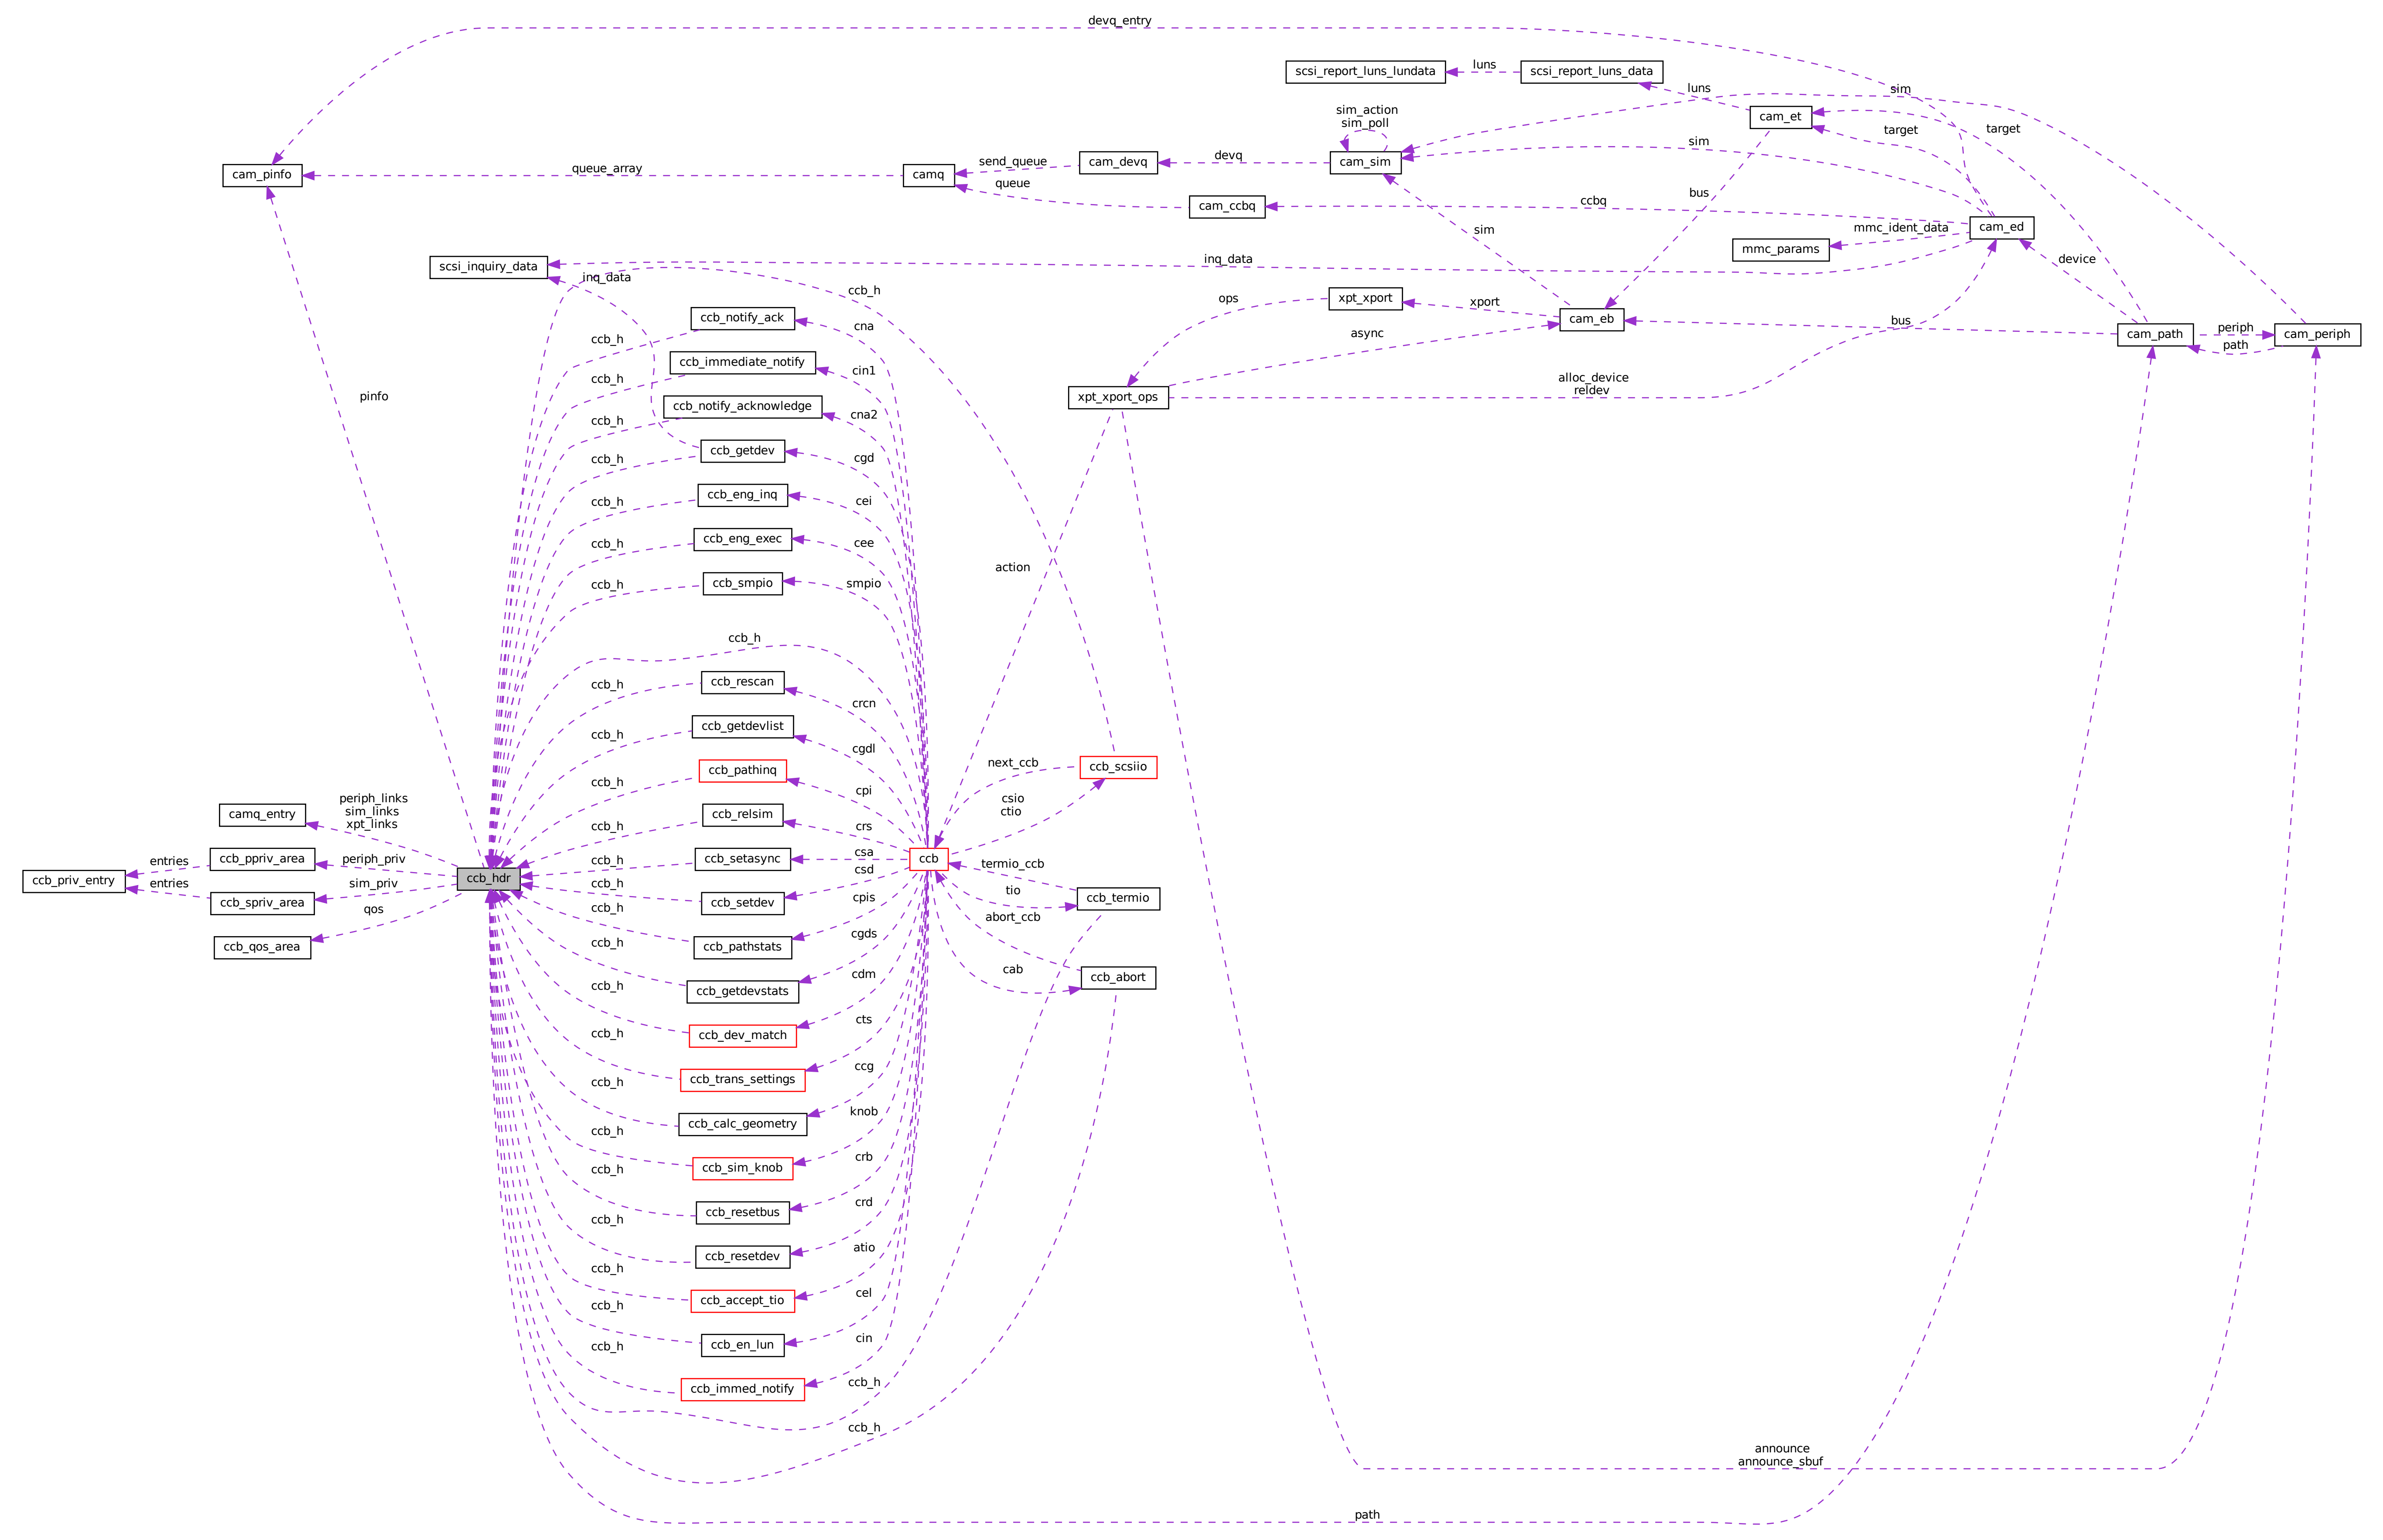 devq_entry
scsi_report_luns_lundata
luns
scsi_report_luns_data
luns
sim
cam_et
sim_action
sim_poll
target
target
sim
cam_pinfo
queue_array
camq
send_queue
cam_devq
devq
cam_sim
queue
cam_ccbq
ccbq
bus
cam_ed
mmc_ident_data
mmc_params
sim
device
scsi_inquiry_data
inq_data
inq_data
ccb_h
ops
xpt_xport
xport
cam_eb
bus
cam_path
periph
path
cam_periph
ccb_notify_ack
cna
ccb_h
async
ccb_immediate_notify
cin1
ccb_h
alloc_device
reldev
xpt_xport_ops
pinfo
ccb_notify_acknowledge
cna2
ccb_h
ccb_getdev
cgd
ccb_h
ccb_eng_inq
cei
ccb_h
ccb_eng_exec
cee
ccb_h
action
ccb_smpio
smpio
ccb_h
ccb_h
ccb_rescan
crcn
ccb_h
ccb_getdevlist
cgdl
ccb_h
ccb_pathinq
cpi
ccb_h
next_ccb
ccb_scsiio
csio
ctio
camq_entry
periph_links
sim_links
xpt_links
ccb_relsim
crs
ccb_h
ccb_priv_entry
entries
entries
ccb_ppriv_area
periph_priv
ccb_hdr
ccb_h
ccb_setasync
csa
ccb
termio_ccb
tio
ccb_termio
ccb_spriv_area
sim_priv
ccb_h
ccb_setdev
csd
qos
ccb_h
cpis
abort_ccb
ccb_qos_area
ccb_pathstats
ccb_h
cgds
cab
ccb_abort
ccb_getdevstats
ccb_h
cdm
ccb_dev_match
ccb_h
cts
ccb_trans_settings
ccb_h
ccg
ccb_calc_geometry
ccb_h
knob
ccb_sim_knob
ccb_h
crb
ccb_resetbus
ccb_h
crd
ccb_resetdev
ccb_h
atio
ccb_accept_tio
ccb_h
cel
ccb_en_lun
ccb_h
cin
ccb_immed_notify
ccb_h
ccb_h
announce
announce_sbuf
path